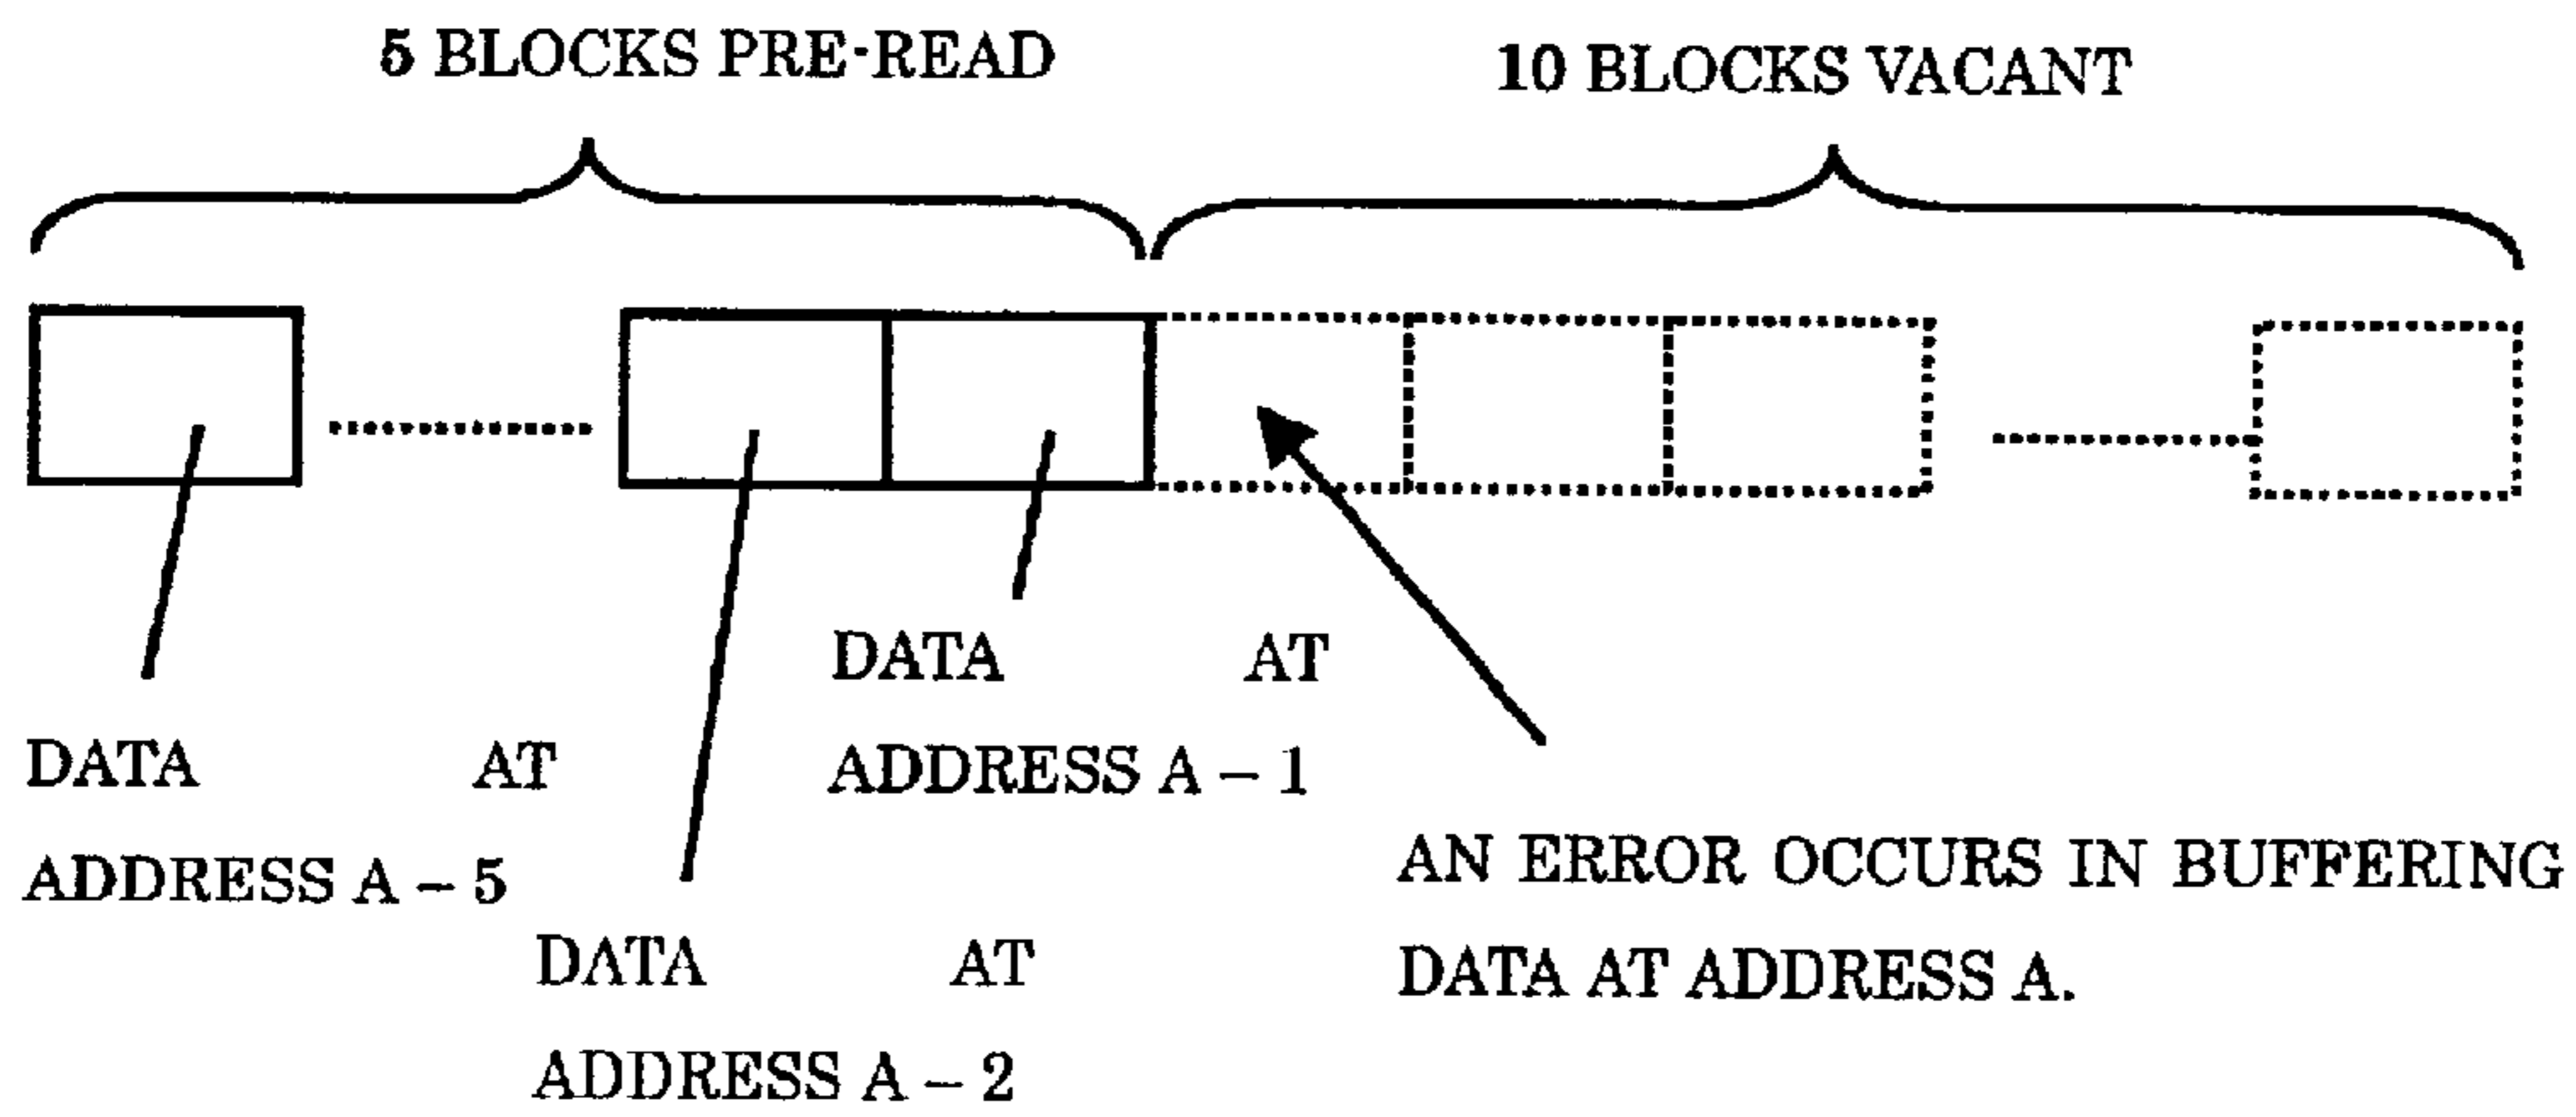 5 BLOCKS PRE-READ
10 BLOCKS VACANT
DATA AT
ADDRESS A – 5
DATA AT
ADDRESS A – 2
DATA AT
ADDRESS A – 1
AN ERROR OCCURS IN BUFFERING
DATA AT ADDRESS A.